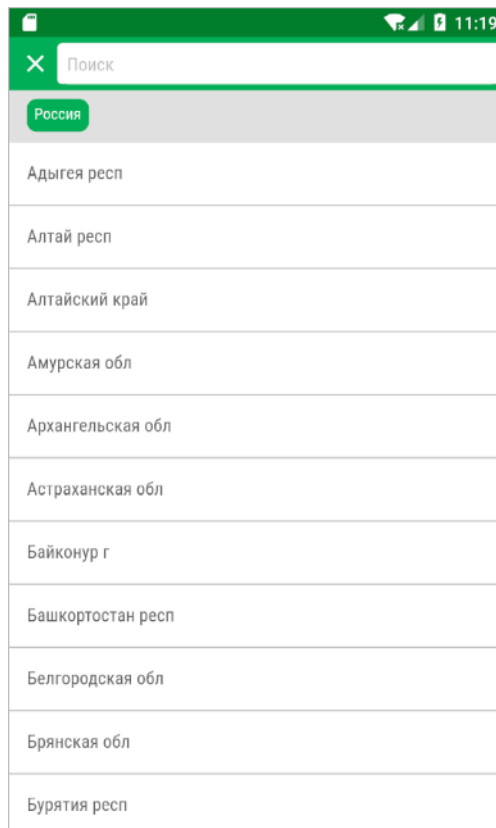 11:19
Поиск
Россия
Адыгея респ
Алтай респ
Алтайский край
Амурская обл
Архангельская обл
Астраханская обл
Байконур г
Башкортостан респ
Белгородская обл
Брянская обл
Бурятия респ